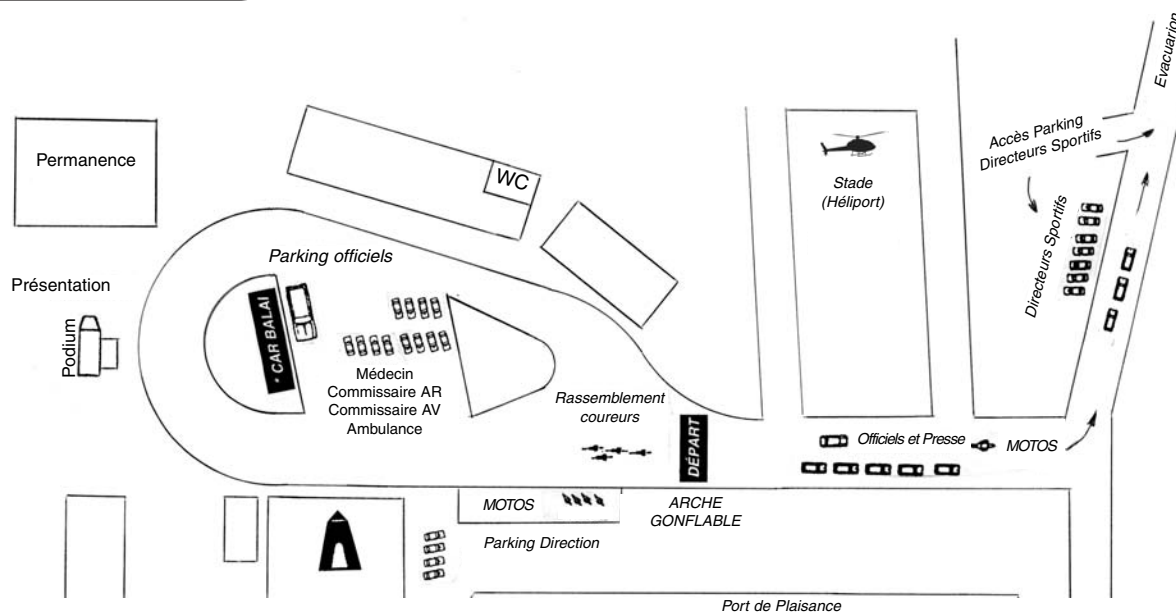 Evacuarion
Permanence
WC
Accès Parking
Directeurs Sportifs
Stade
(Héliport)
Directeurs Sportifs
Parking officiels
Présentation
Podium
* CAR BALAI
Médecin
Commissaire AR
Commissaire AV
Ambulance
Rassemblement
coureurs
DÉPART
Officiels et Presse
MOTOS
MOTOS
ARCHE
GONFLABLE
Parking Direction
Port de Plaisance